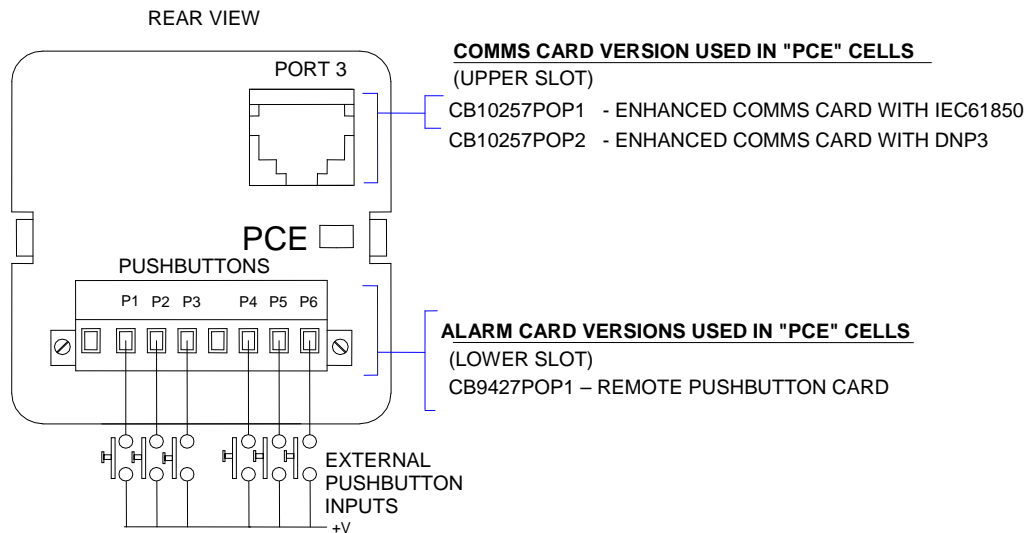 REAR VIEW
PORT 3
COMMS CARD VERSION USED IN "PCE" CELLS
(UPPER SLOT)
CB10257POP1 - ENHANCED COMMS CARD WITH IEC61850
CB10257POP2 - ENHANCED COMMS CARD WITH DNP3
PCE
PUSHBUTTONS
P1 P2 P3 P4 P5 P6
ALARM CARD VERSIONS USED IN "PCE" CELLS
(LOWER SLOT)
CB9427POP1 – REMOTE PUSHBUTTON CARD
EXTERNAL
PUSHBUTTON
INPUTS
+V